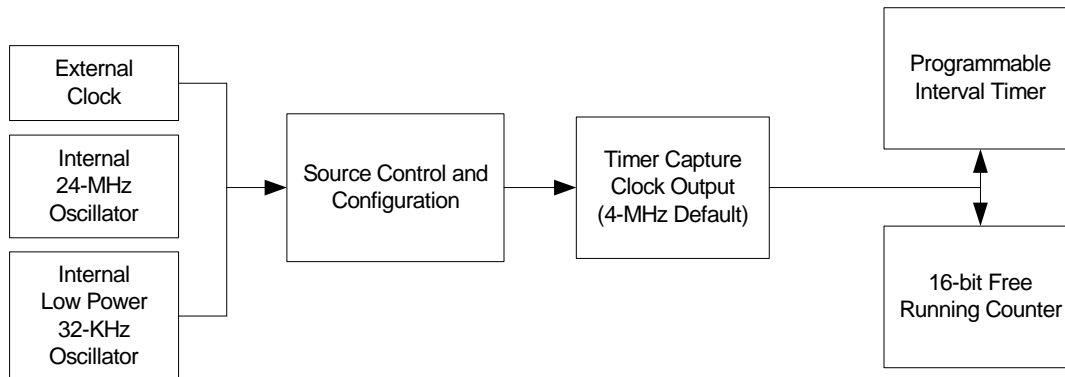 External
Clock
Internal
24-MHz
Oscillator
Internal
Low Power
32-KHz
Oscillator
Source Control and
Configuration
Timer Capture
Clock Output
(4-MHz Default)
Programmable
Interval Timer
16-bit Free
Running Counter